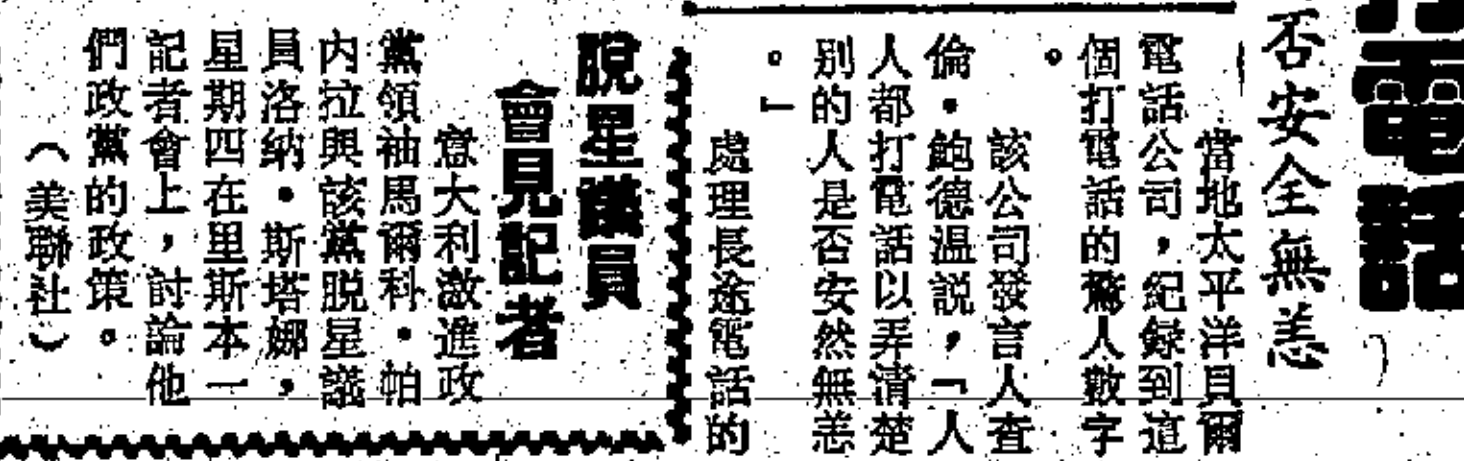 電話
否安全無恙
當地太平洋貝爾
電話公司，紀錄到這
個打電話的驚人數字
。
該公司發言人查
倫・鮑德溫説，「人
人都打電話以弄清楚
别的人是否安然無恙
。」
處理長途電話的
脫星議員
會見記者
意大利激進政
黨領袖馬爾科・帕
内拉與該黨脱星議
員洛納・斯塔娜，
星期四在里斯本一
記者會上，討論他
們政黨的政策。
（美聯社）